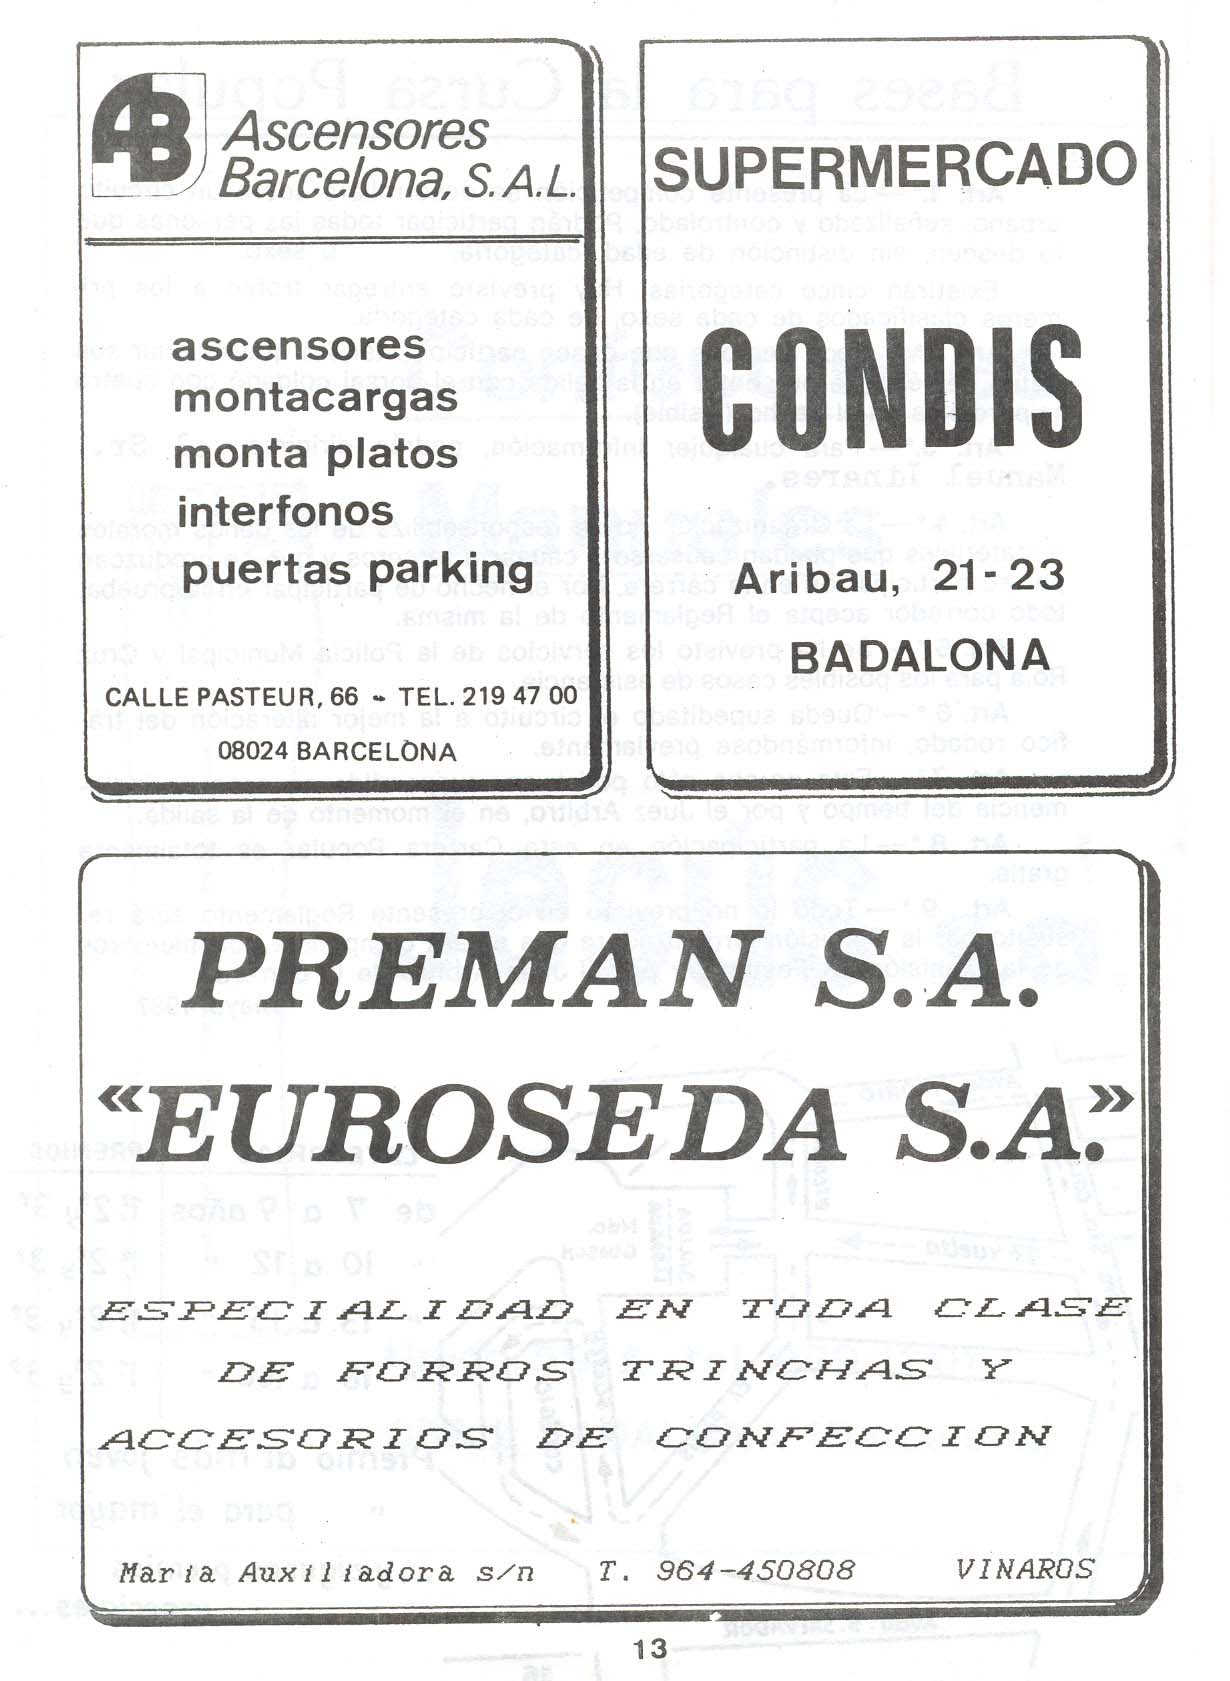 AB
Ascensores
Barcelona, S.A.L.
ascensores
montacargas
monta platos
interfonos
puertas parking
CALLE PASTEUR, 66 - TEL. 219 47 00
08024 BARCELONA
SUPERMERCADO
CONDIS
Aribau, 21-23
BADALONA
PREMAN S.A.
«EUROSEDA S.A.»
ESPECIALIDAD EN TODA CLASE
DE FORROS TRINCHAS Y
ACCESORIOS DE CONFECCION
Maria Auxiliadora s/n T. 964-450808 VINAROS
13